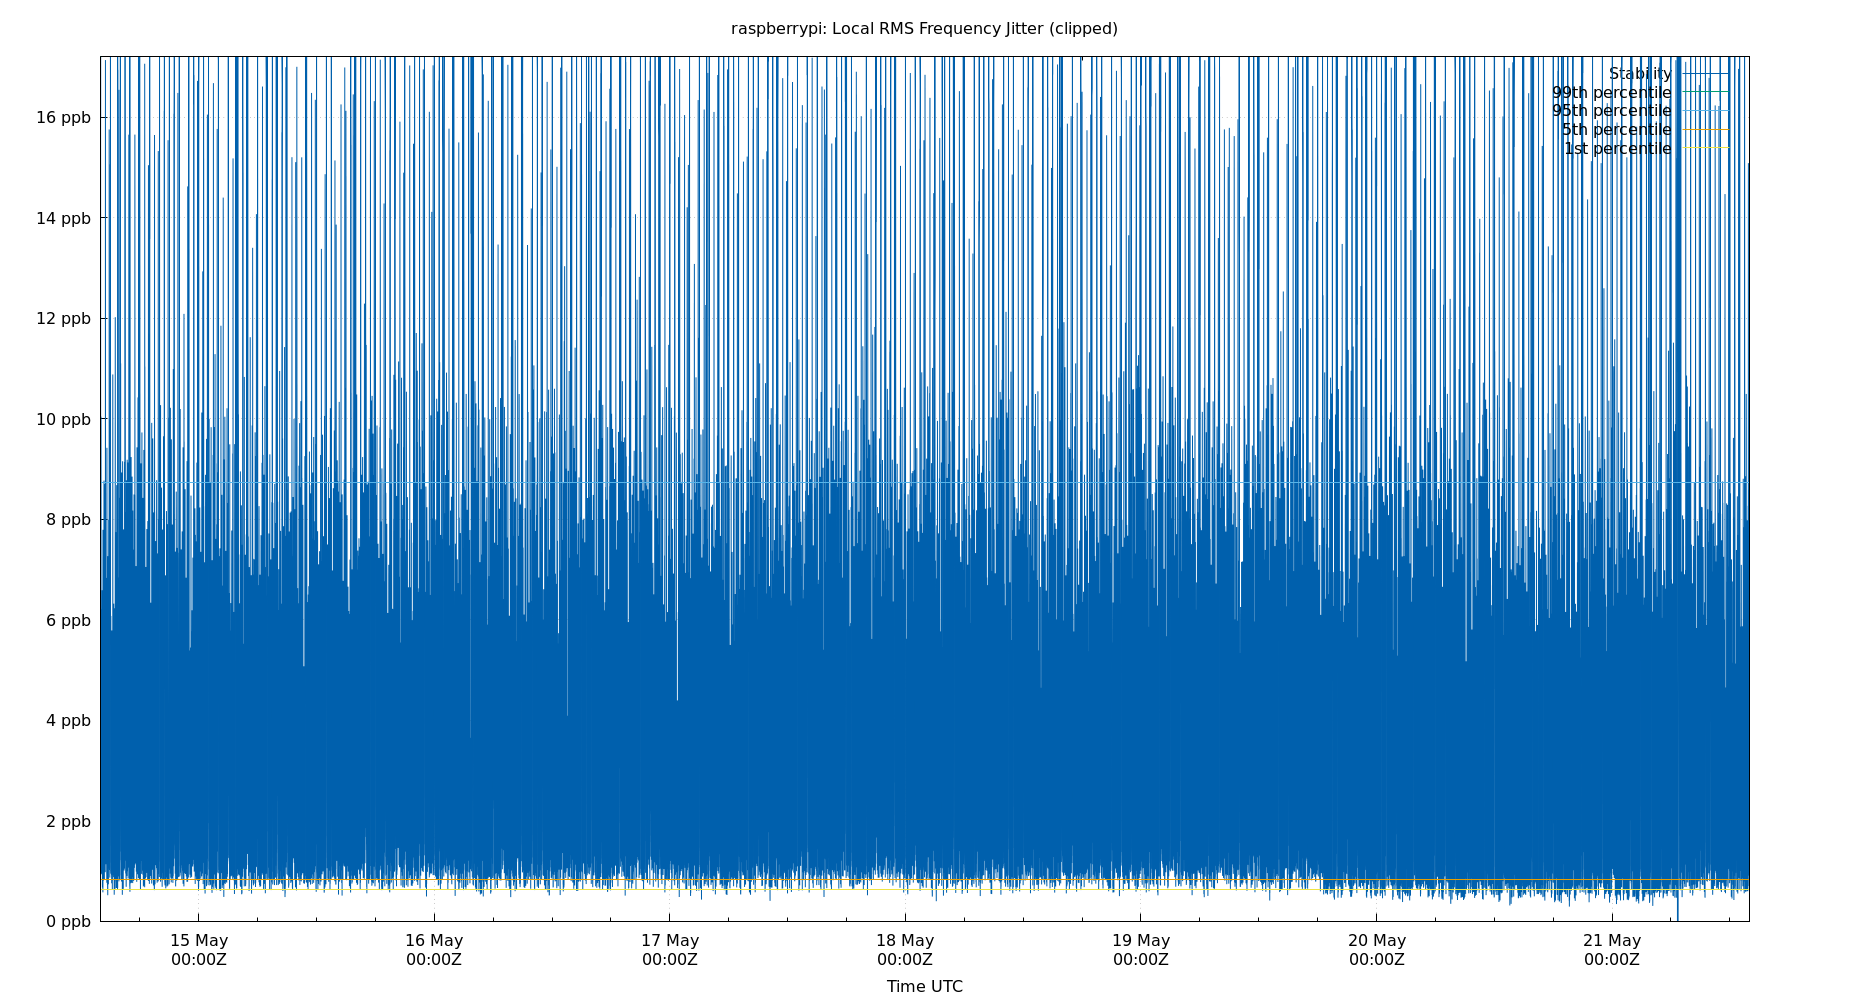 raspberrypi: Local RMS Frequency Jitter (clipped)
Stability
99th percentile
95th percentile
5th percentile
1st percentile
16 ppb
14 ppb
12 ppb
10 ppb
8 ppb
6 ppb
4 ppb
2 ppb
0 ppb
15 May 16 May 17 May 18 May 19 May 20 May 21 May
00:00Z 00:00Z 00:00Z 00:00Z 00:00Z 00:00Z 00:00Z
Time UTC